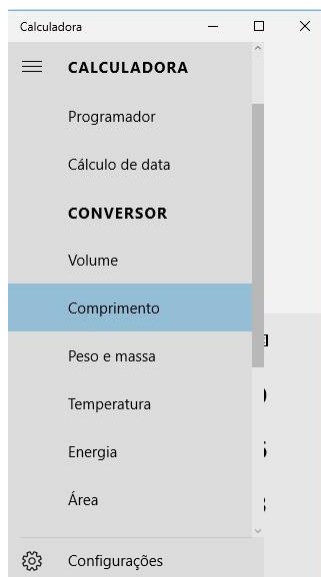 Calculadora
CALCULADORA
Programador
Cálculo de data
CONVERSOR
Volume
Comprimento
Peso e massa
Temperatura
Energia
Área
Configurações